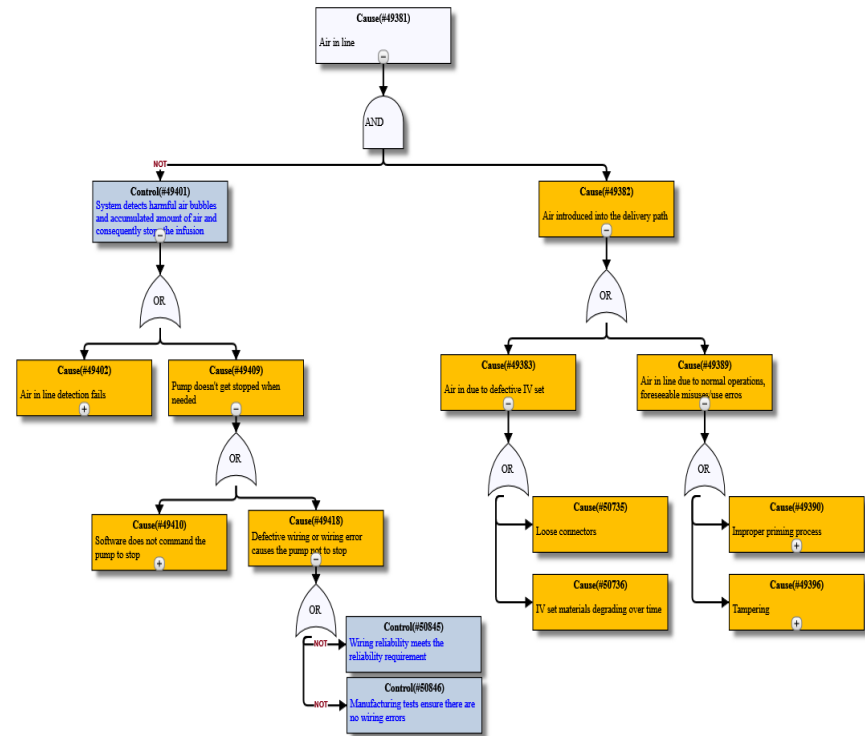 Cause(#49381)
Air in line
AND
NOT
Control(#49401)
System detects harmful air bubbles
and accumulated amount of air and
consequently stops the infusion
Cause(#49382)
Air introduced into the delivery path
OR
OR
Cause(#49402)
Air in line detection fails
Cause(#49409)
Pump doesn't get stopped when
needed
Cause(#49383)
Air in due to defective IV set
Cause(#49389)
Air in line due to normal operations,
foreseeable misuses/use erros
OR
OR
OR
Cause(#49410)
Software does not command the
pump to stop
Cause(#49418)
Defective wiring or wiring error
causes the pump not to stop
Cause(#50735)
Loose connectors
Cause(#49390)
Improper priming process
Cause(#50736)
IV set materials degrading over time
Cause(#49396)
Tampering
OR
NOT
Control(#50845)
Wiring reliability meets the
reliability requirement
NOT
Control(#50846)
Manufacturing tests ensure there are
no wiring errors